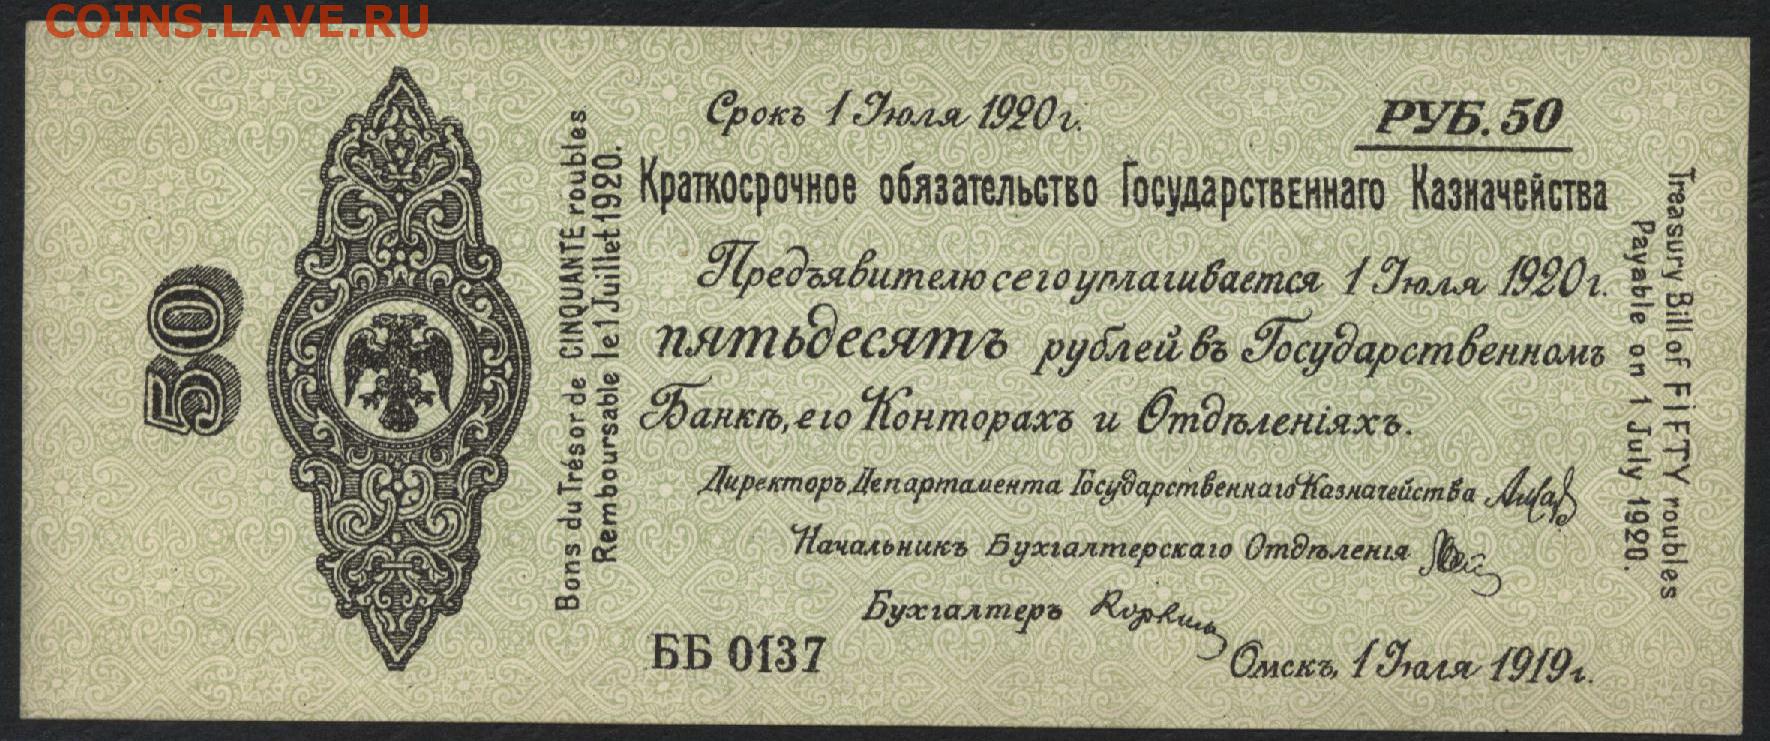 COINS.LAVE.RU
50
Bons du Trésor de CINQUANTE roubles
Remboursable le 1 Juillet 1920.
Срокъ 1 Июля 1920 г.
РУБ. 50
Краткосрочное обязательство Государственнаго Казначейства
Предъявителю сего уплачивается 1 Июля 1920 г.
пятьдесятъ рублей въ Государственномъ
Банкѣ, его Конторахъ и Отдѣленіяхъ.
Директоръ Департамента Государственнаго Казначейства
Начальникъ Бухгалтерскаго Отдѣленія
Бухгалтеръ
ББ 0137
Омскъ, 1 Июля 1919 г.
Treasury Bill of FIFTY roubles
Payable on 1 July 1920.